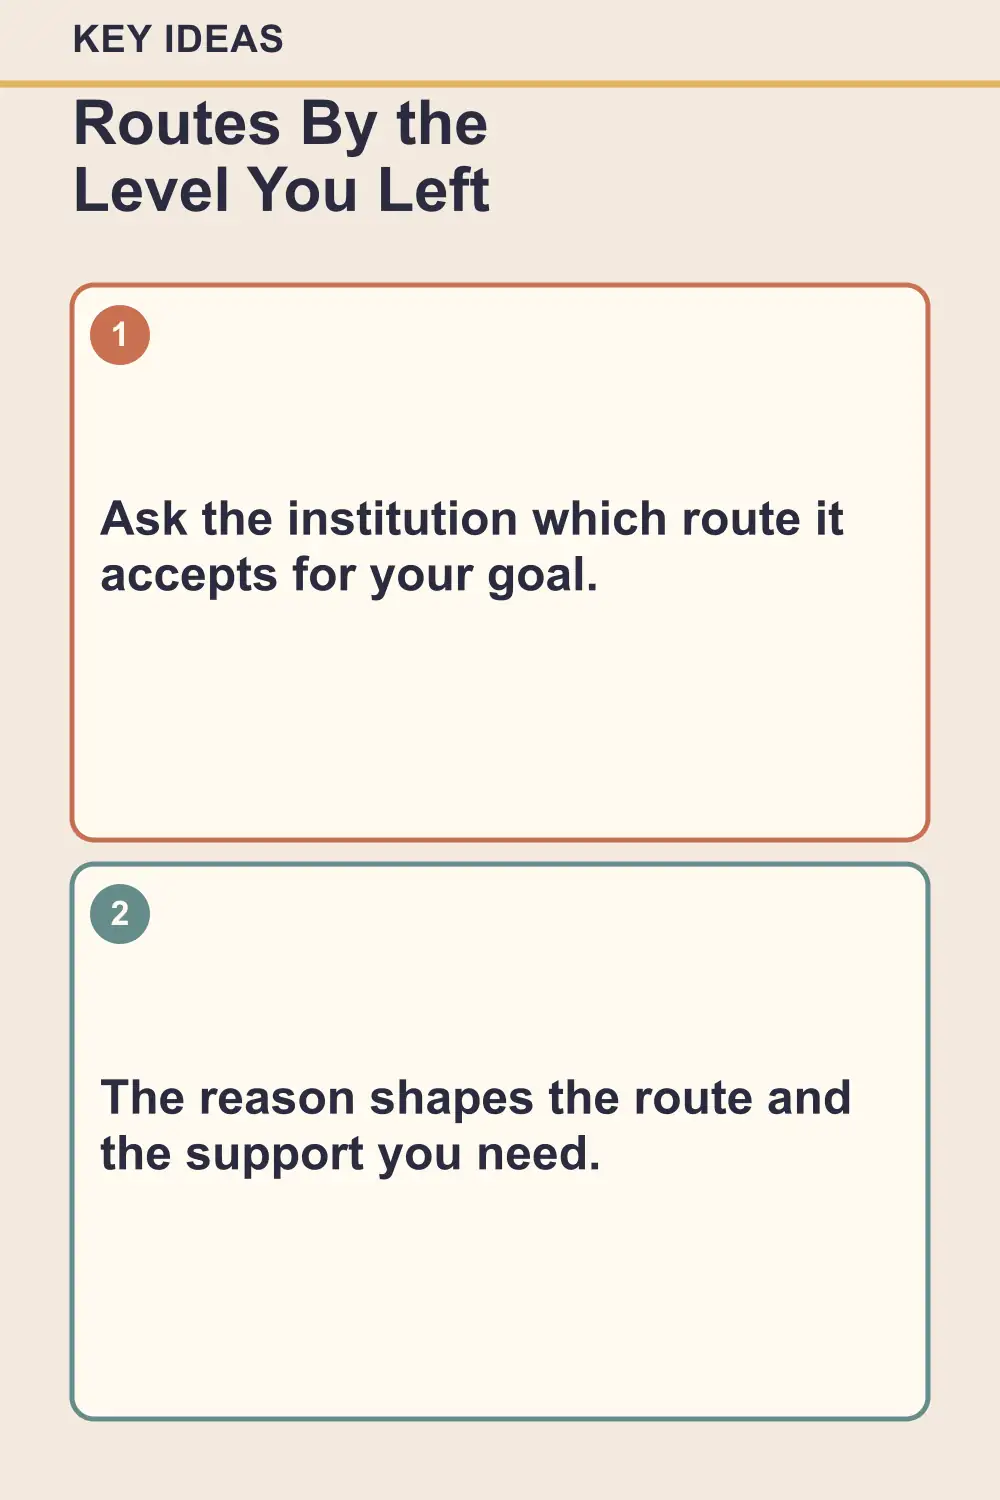 KEY IDEAS
Routes By the
Level You Left
1
Ask the institution which route it
accepts for your goal.
2
The reason shapes the route and
the support you need.